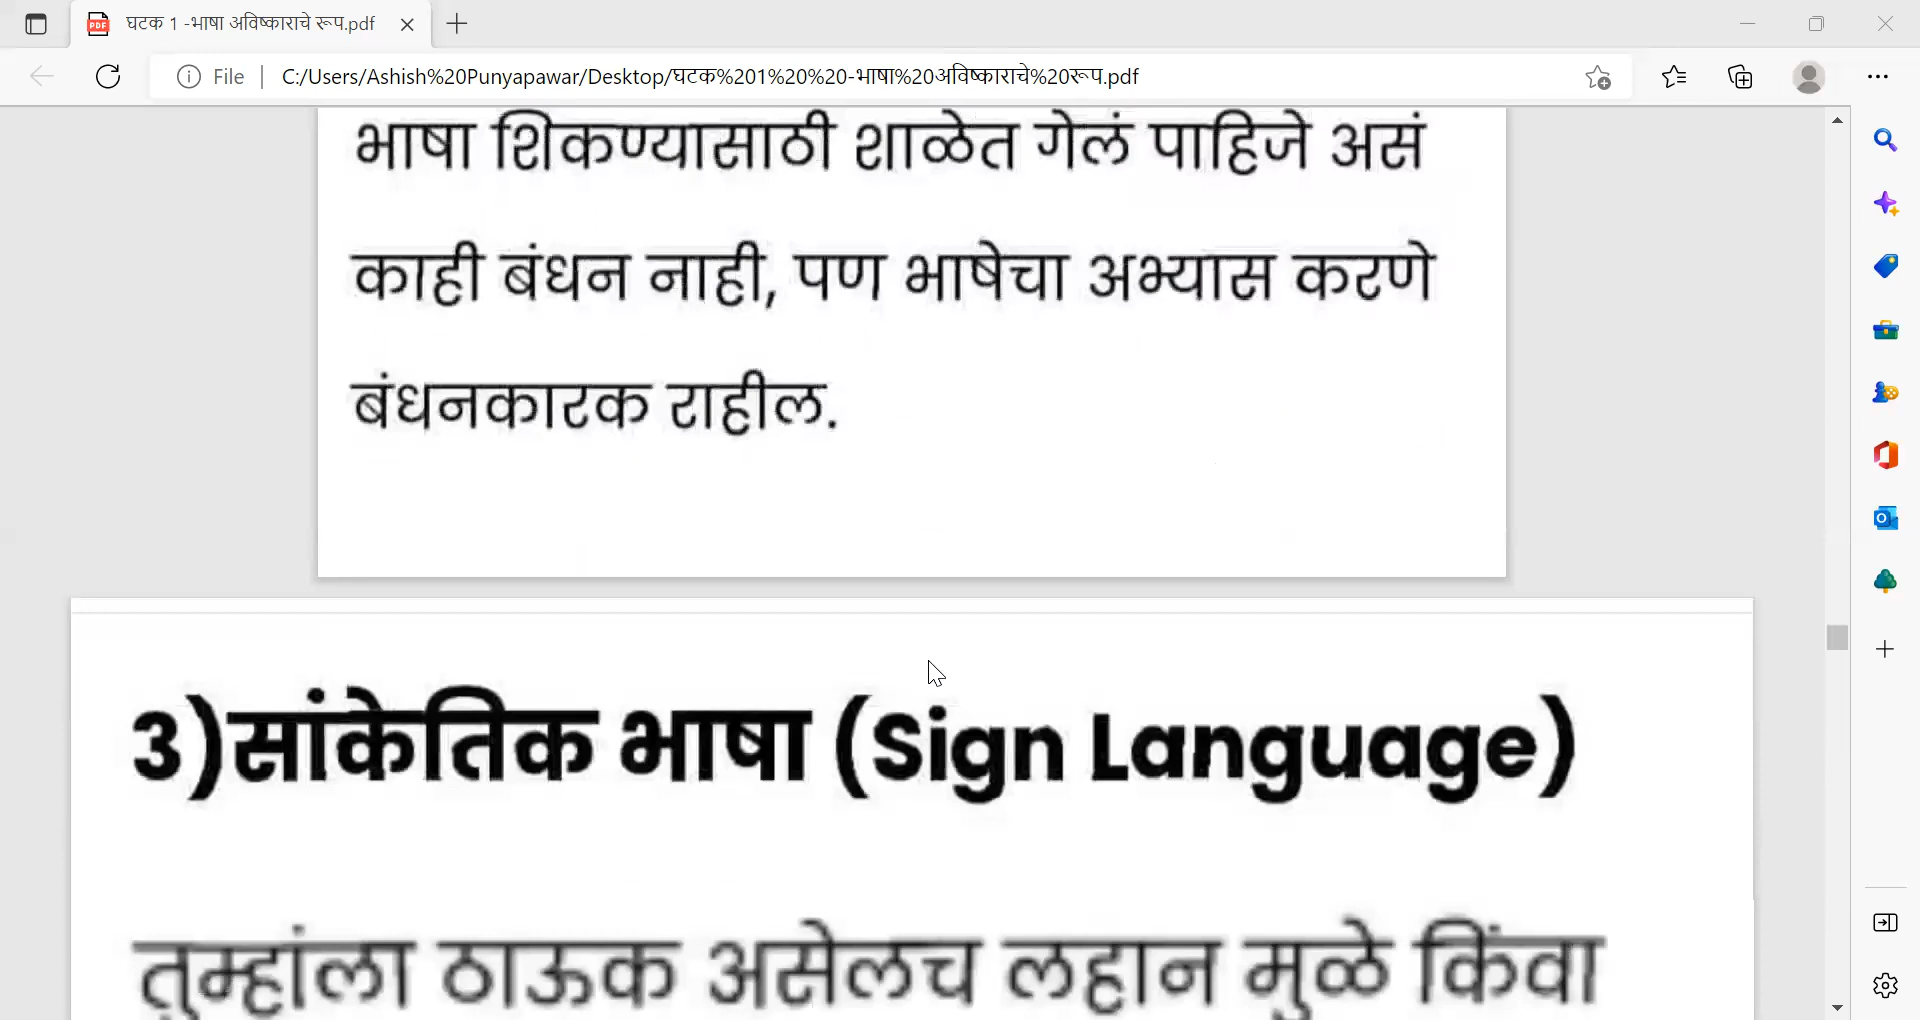 घटक 1 -भाषा अविष्काराचे रूप.pdf
File
C:/Users/Ashish%20Punyapawar/Desktop/घटक%201%20%20-भाषा%20अविष्काराचे%20रूप.pdf
भाषा शिकण्यासाठी शाळेत गेलं पाहिजे असं
काही बंधन नाही, पण भाषेचा अभ्यास करणे
बंधनकारक राहील.
3)सांकेतिक भाषा (Sign Language)
तुम्हांला ठाऊक असेलच लहान मुळे किंवा